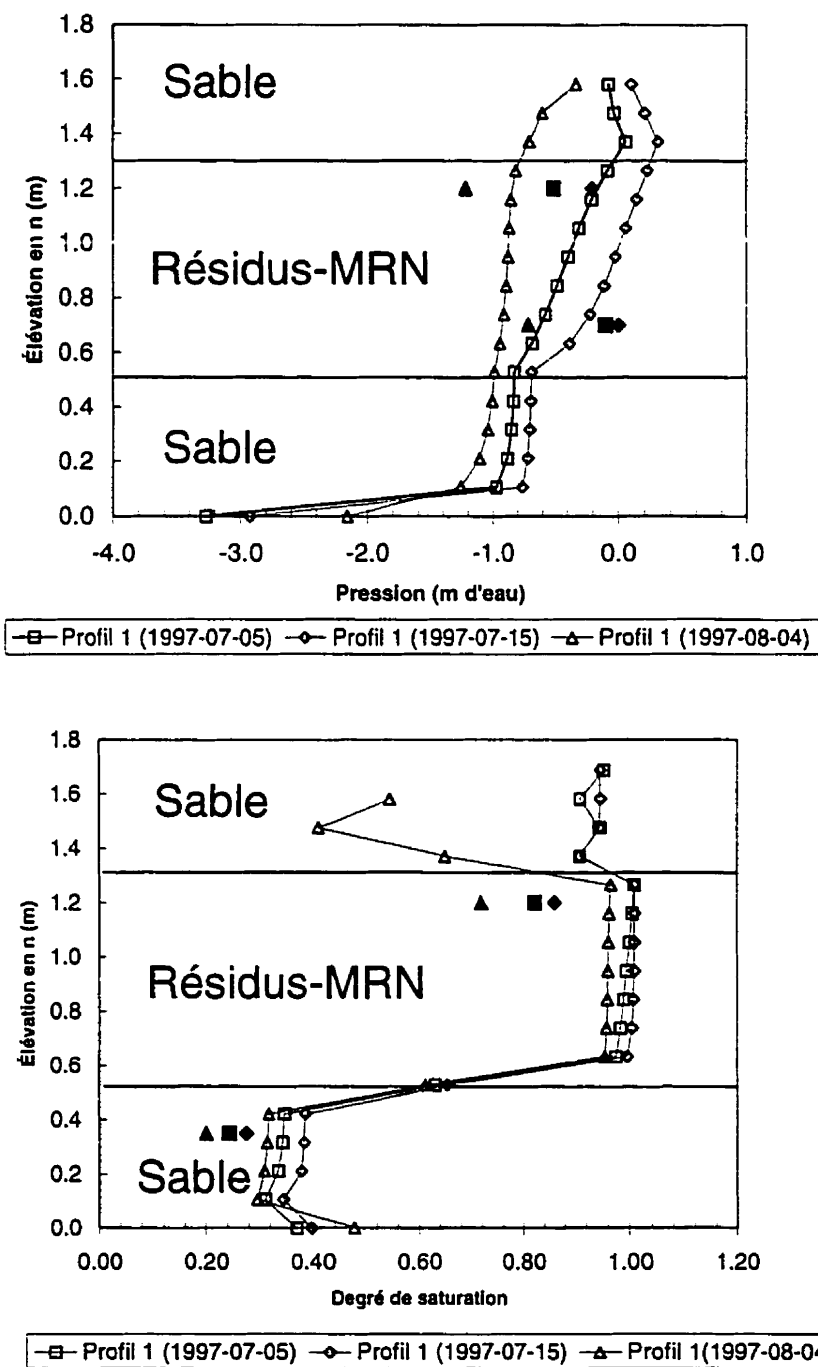 1.8
1.6
1.4
1.2
1.0
0.8
0.6
0.4
0.2
0.0
Élévation en n (m)
Sable
Résidus-MRN
Sable
-4.0 -3.0 -2.0 -1.0 0.0 1.0
Pression (m d'eau)
Profil 1 (1997-07-05) Profil 1 (1997-07-15) Profil 1 (1997-08-04)
1.8
1.6
1.4
1.2
1.0
0.8
0.6
0.4
0.2
0.0
Élévation en n (m)
Sable
Résidus-MRN
Sable
0.00 0.20 0.40 0.60 0.80 1.00 1.20
Degré de saturation
Profil 1 (1997-07-05) Profil 1 (1997-07-15) Profil 1(1997-08-04